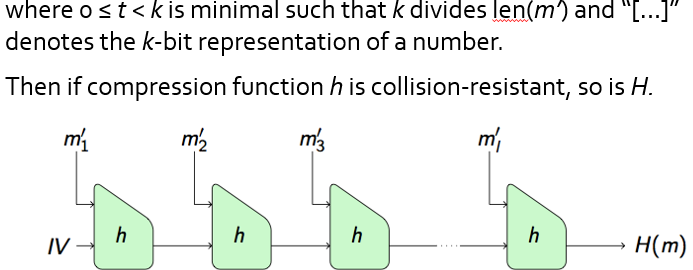 where 0 ≤ t < k is minimal such that k divides len(m′) and “[...]”
denotes the k-bit representation of a number.
Then if compression function h is collision-resistant, so is H.
m′1 m′2 m′3 m′l
h h h h
IV H(m)